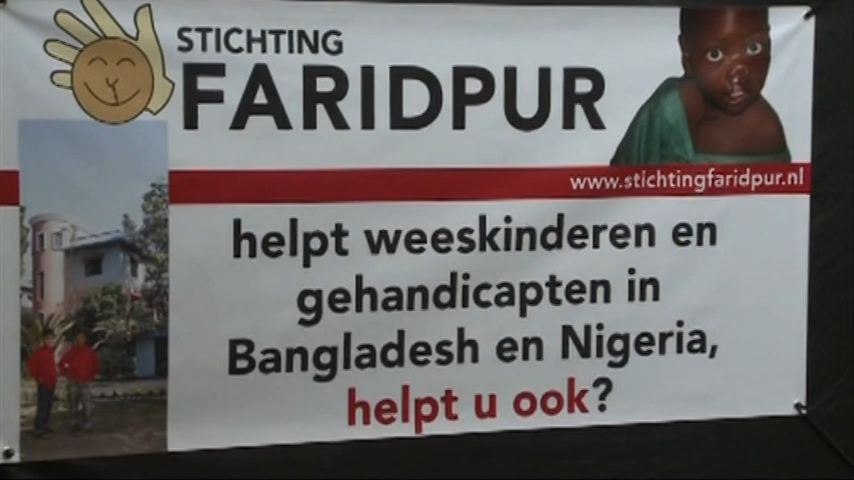 STICHTING
FARIDPUR
www.stichtingfaridpur.nl
helpt weeskinderen en
gehandicapten in
Bangladesh en Nigeria,
helpt u ook?